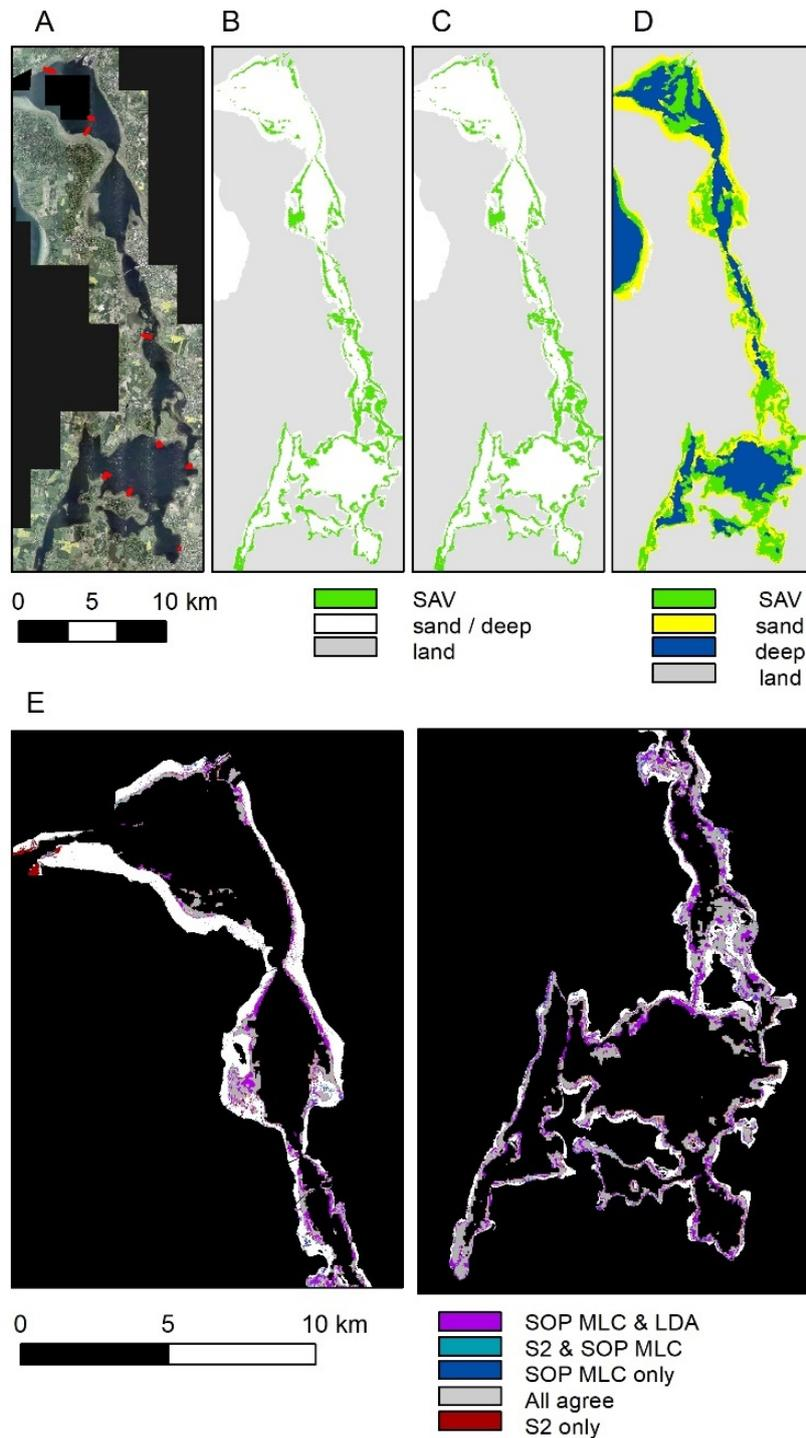 A
B
C
D
0 5 10 km
SAV
sand / deep
land
SAV
sand
deep
land
E
0 5 10 km
SOP MLC & LDA
S2 & SOP MLC
SOP MLC only
All agree
S2 only